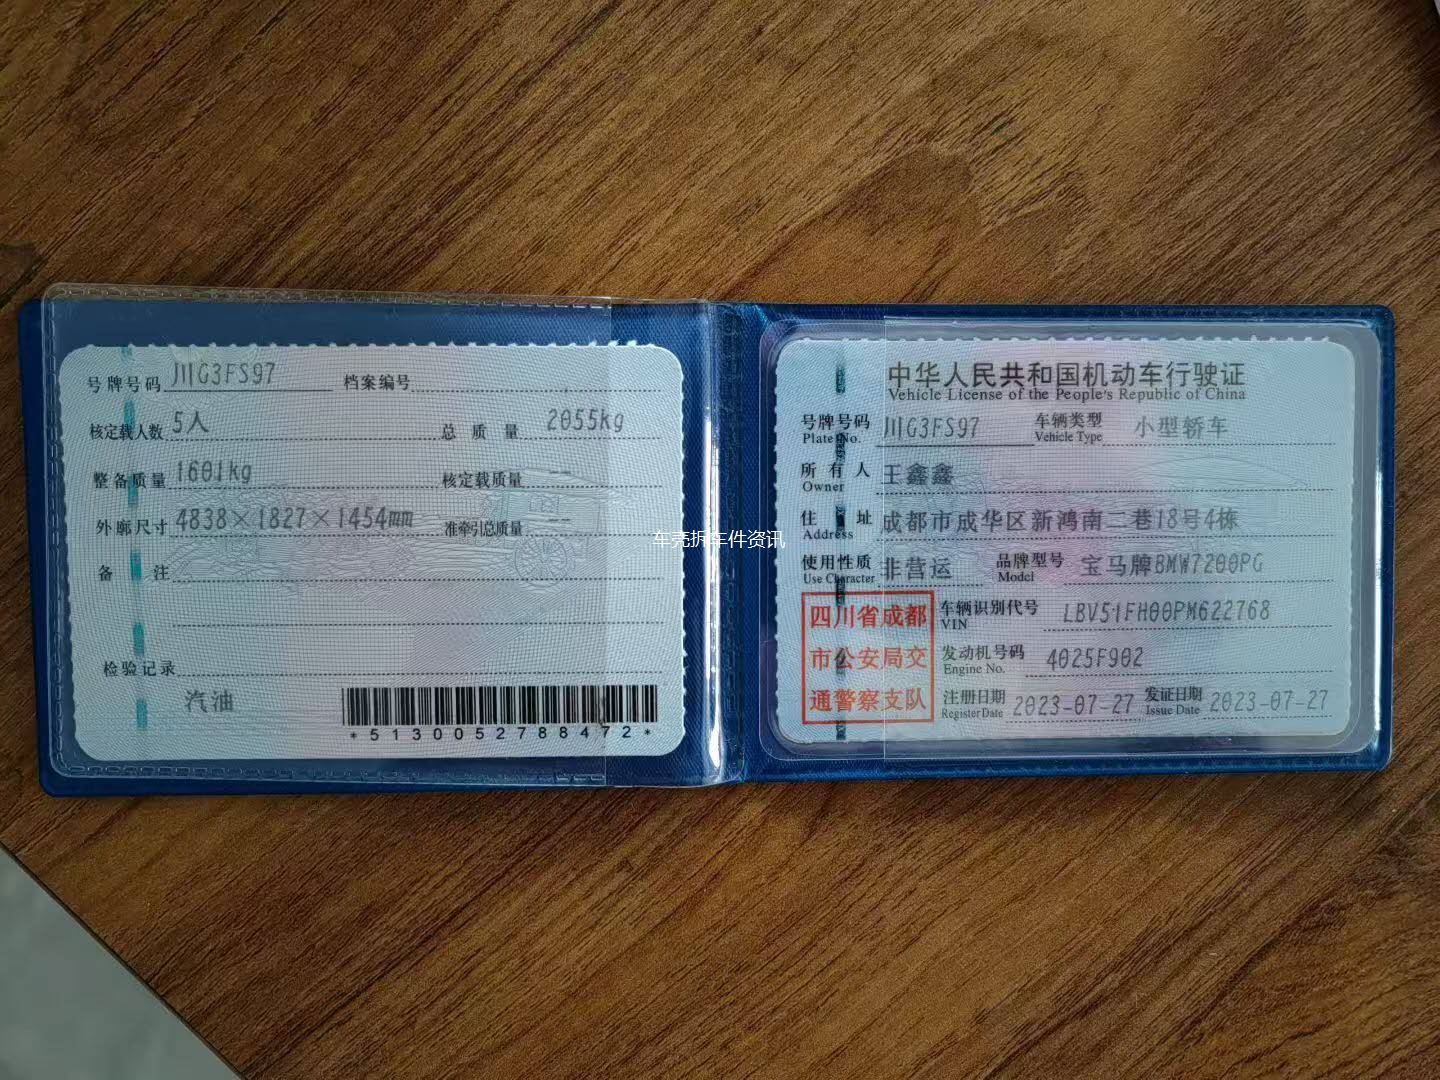 号牌号码 川G3FS97 档案编号
核定载人数 5人 总质量 2055kg
整备质量 1601kg 核定载质量 --
外廓尺寸 4838×1827×1454mm 准牵引总质量 --
备注
检验记录
汽油
*5130052788472*
车壳拆车件资讯
中华人民共和国机动车行驶证
Vehicle License of the People's Republic of China
号牌号码 川G3FS97 车辆类型 小型轿车
Plate No. Vehicle Type
所有人 王鑫鑫
Owner
住址 成都市成华区新鸿南二巷18号4栋
Address
使用性质 非营运 品牌型号 宝马牌BMW7200PG
Use Character Model
四川省成都
市公安局交
通警察支队
车辆识别代号 LBV51FH00PM622768
VIN
发动机号码 4025F902
Engine No.
注册日期 2023-07-27 发证日期 2023-07-27
Register Date Issue Date